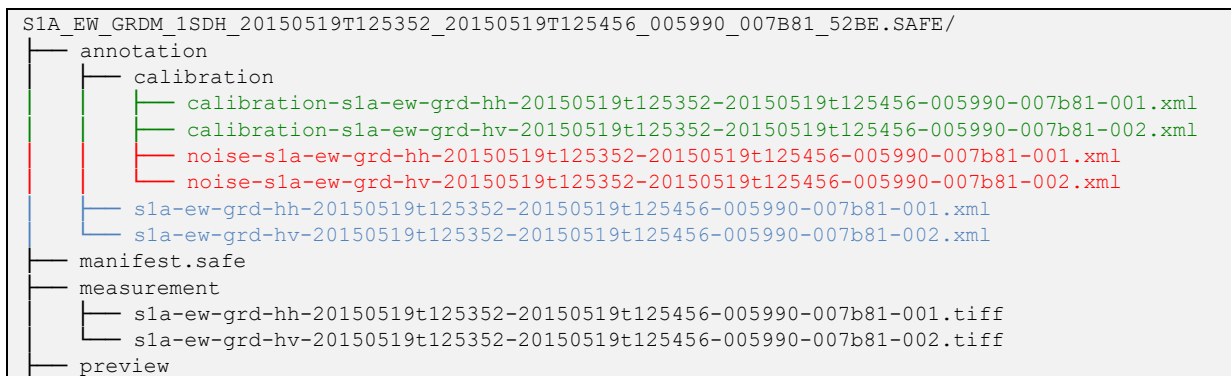 S1A_EW_GRDM_1SDH_20150519T125352_20150519T125456_005990_007B81_52BE.SAFE/
├── annotation
│   ├── calibration
│   │   ├── calibration-s1a-ew-grd-hh-20150519t125352-20150519t125456-005990-007b81-001.xml
│   │   ├── calibration-s1a-ew-grd-hv-20150519t125352-20150519t125456-005990-007b81-002.xml
│   │   ├── noise-s1a-ew-grd-hh-20150519t125352-20150519t125456-005990-007b81-001.xml
│   │   └── noise-s1a-ew-grd-hv-20150519t125352-20150519t125456-005990-007b81-002.xml
│   ├── s1a-ew-grd-hh-20150519t125352-20150519t125456-005990-007b81-001.xml
│   └── s1a-ew-grd-hv-20150519t125352-20150519t125456-005990-007b81-002.xml
├── manifest.safe
├── measurement
│   ├── s1a-ew-grd-hh-20150519t125352-20150519t125456-005990-007b81-001.tiff
│   └── s1a-ew-grd-hv-20150519t125352-20150519t125456-005990-007b81-002.tiff
├── preview